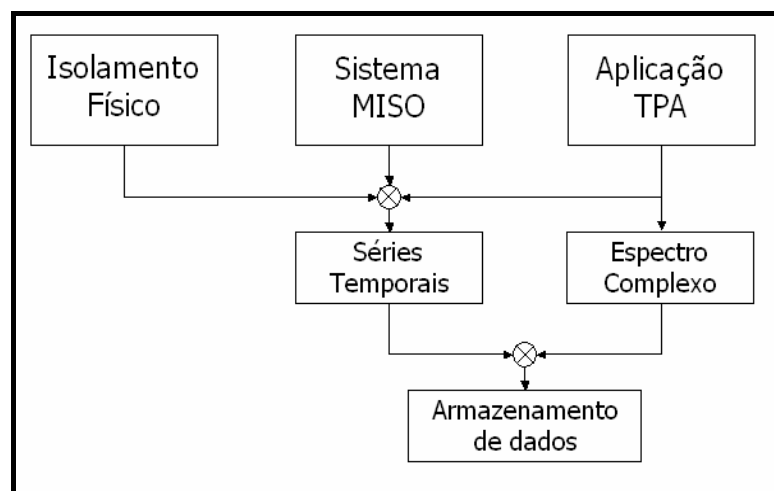 Isolamento
Físico
Sistema
MISO
Aplicação
TPA
Séries
Temporais
Espectro
Complexo
Armazenamento
de dados